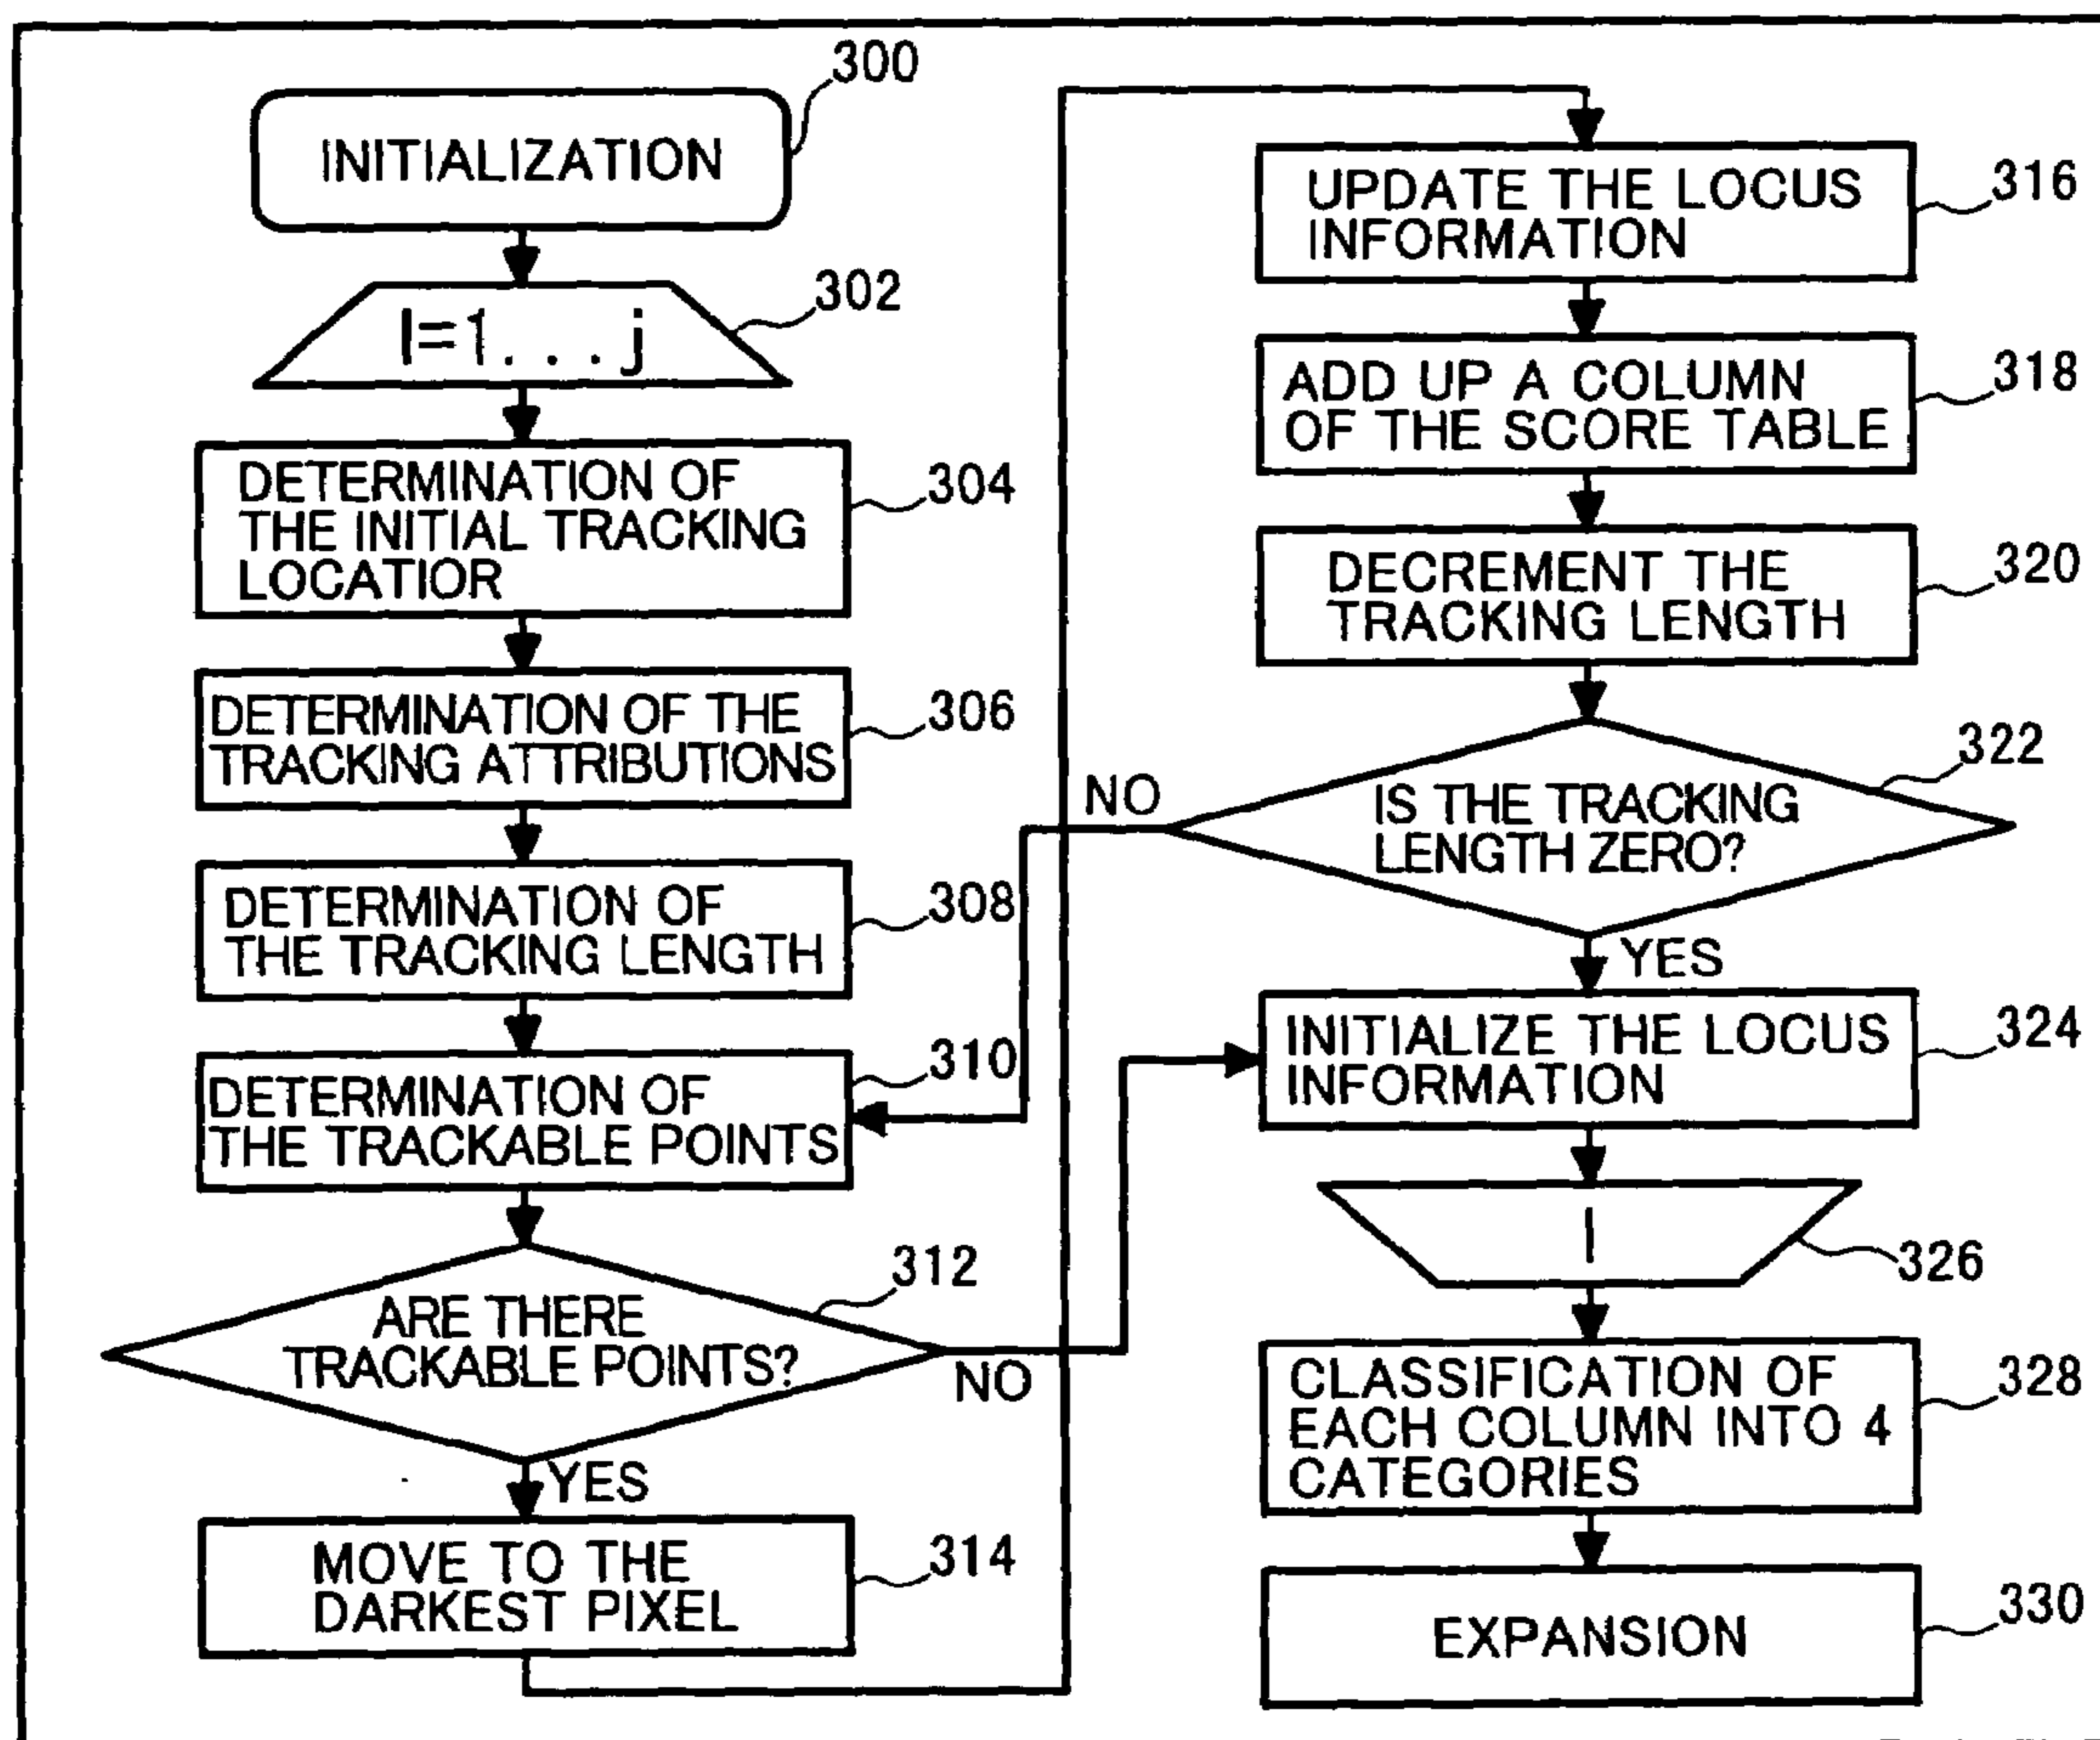 300
INITIALIZATION
302
I=1. . . j
304
DETERMINATION OF
THE INITIAL TRACKING
LOCATIOR
306
DETERMINATION OF THE
TRACKING ATTRIBUTIONS
308
DETERMINATION OF
THE TRACKING LENGTH
310
DETERMINATION OF
THE TRACKABLE POINTS
312
ARE THERE
TRACKABLE POINTS?
NO
YES
314
MOVE TO THE
DARKEST PIXEL
316
UPDATE THE LOCUS
INFORMATION
318
ADD UP A COLUMN
OF THE SCORE TABLE
320
DECREMENT THE
TRACKING LENGTH
322
NO
IS THE TRACKING
LENGTH ZERO?
YES
324
INITIALIZE THE LOCUS
INFORMATION
I
326
328
CLASSIFICATION OF
EACH COLUMN INTO 4
CATEGORIES
330
EXPANSION